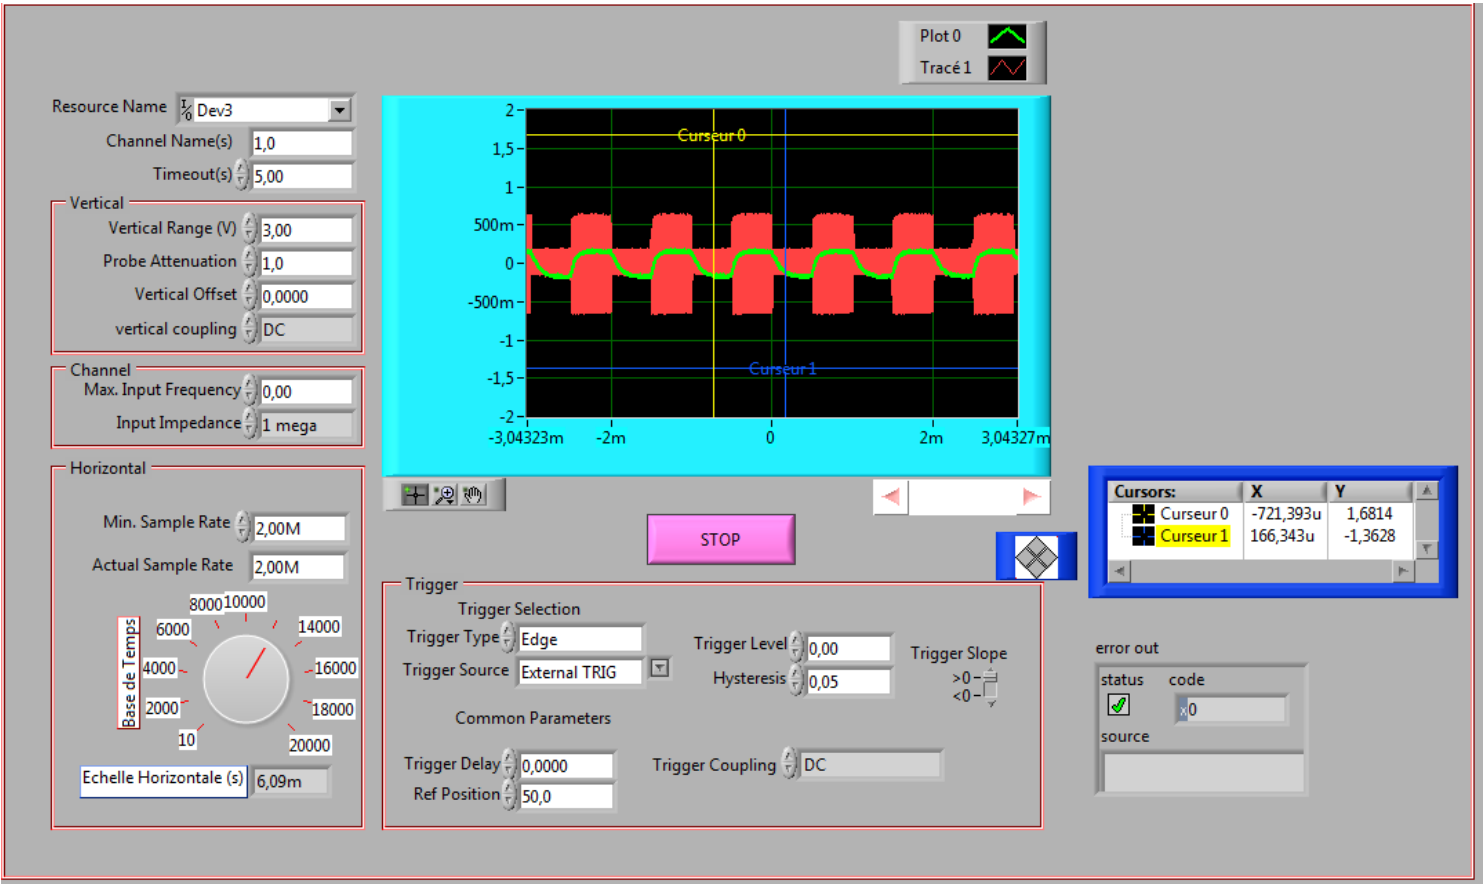 Plot 0
Tracé 1
Resource Name I/O Dev3
Channel Name(s) 1,0
Timeout(s) 5,00
Vertical
Vertical Range (V) 3,00
Probe Attenuation 1,0
Vertical Offset 0,0000
vertical coupling DC
Channel
Max. Input Frequency 0,00
Input Impedance 1 mega
Horizontal
Min. Sample Rate 2,00M
Actual Sample Rate 2,00M
8000 10000
6000 14000
4000 16000
2000 18000
10 20000
Base de Temps
Echelle Horizontale (s) 6,09m
2
1,5
1
500m
0
-500m
-1
-1,5
-2
Curseur 0
Curseur 1
-3,04323m -2m 0 2m 3,04327m
STOP
Cursors: X Y
Curseur 0 -721,393u 1,6814
Curseur 1 166,343u -1,3628
Trigger
Trigger Selection
Trigger Type Edge
Trigger Source External TRIG
Trigger Level 0,00
Hysteresis 0,05
Trigger Slope
>0
<0
Common Parameters
Trigger Delay 0,0000
Ref Position 50,0
Trigger Coupling DC
error out
status code
x0
source